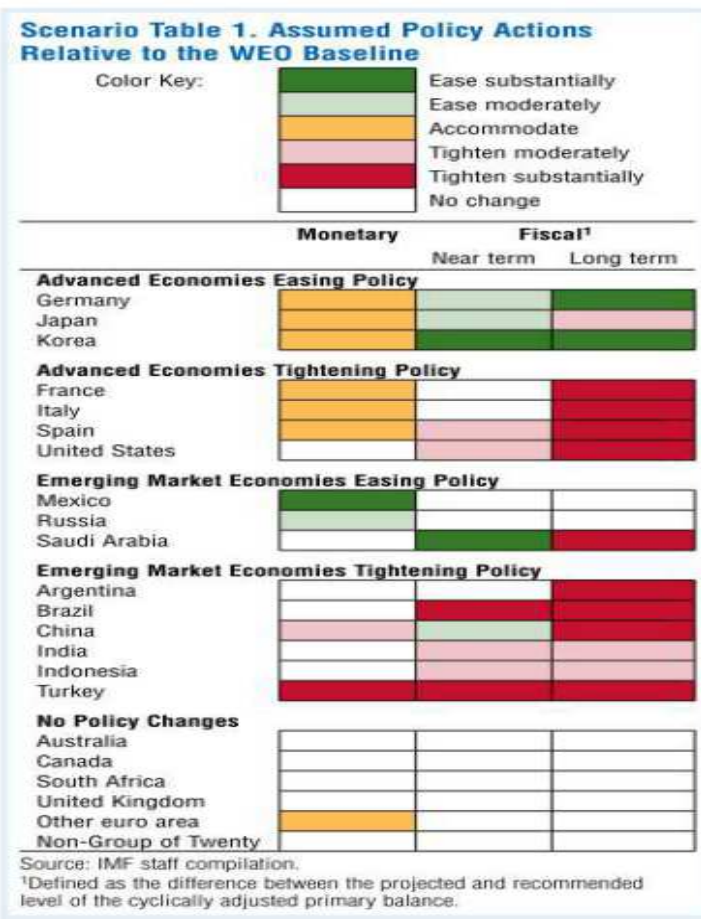 Scenario Table 1. Assumed Policy Actions
Relative to the WEO Baseline
Color Key:
Ease substantially
Ease moderately
Accommodate
Tighten moderately
Tighten substantially
No change
Monetary Fiscal¹
Near term Long term
Advanced Economies Easing Policy
Germany
Japan
Korea
Advanced Economies Tightening Policy
France
Italy
Spain
United States
Emerging Market Economies Easing Policy
Mexico
Russia
Saudi Arabia
Emerging Market Economies Tightening Policy
Argentina
Brazil
China
India
Indonesia
Turkey
No Policy Changes
Australia
Canada
South Africa
United Kingdom
Other euro area
Non-Group of Twenty
Source: IMF staff compilation.
¹Defined as the difference between the projected and recommended
level of the cyclically adjusted primary balance.